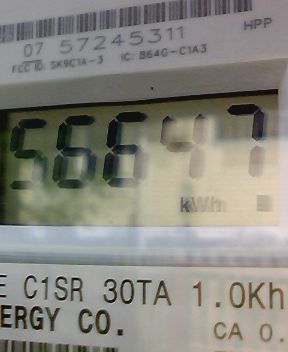 07 57245311
HPP
FCC ID: SK9C1A-3 IC: B64G-C1A3
56647
kWh
E C1SR 30TA 1.0Kh
ERGY CO.
CA 0.